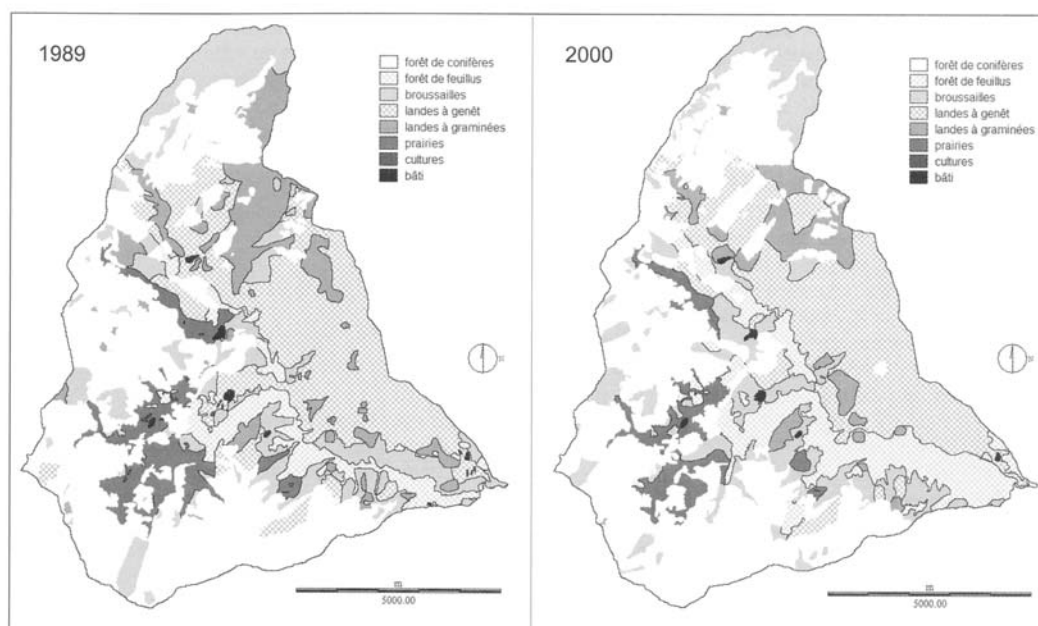 1989
forêt de conifères
forêt de feuillus
broussailles
landes à genêt
landes à graminées
prairies
cultures
bâti
m
5000.00
2000
forêt de conifères
forêt de feuillus
broussailles
landes à genêt
landes à graminées
prairies
cultures
bâti
m
5000.00